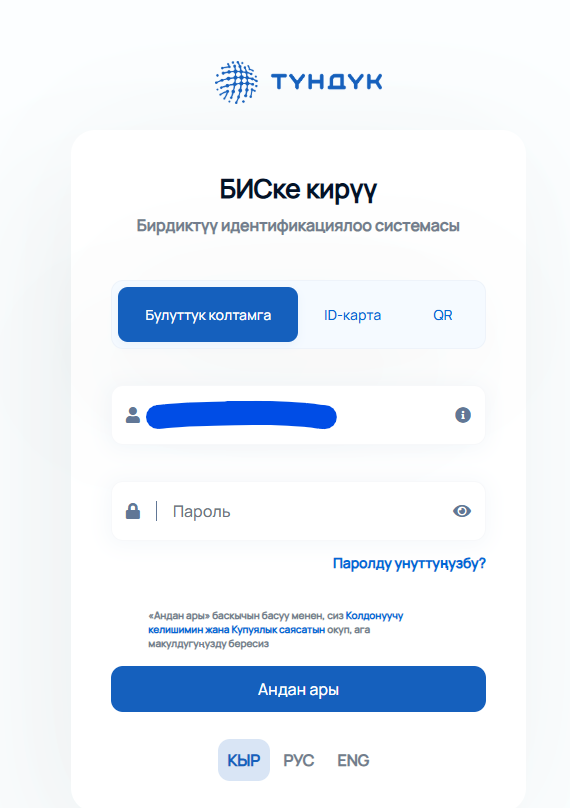 ТҮНДҮК
БИСке кирүү
Бирдиктүү идентификациялоо системасы
Булуттук колтамга ID-карта QR
Пароль
Паролду унуттуңузбу?
«Андан ары» баскычын басуу менен, сиз Колдонуучу
келишимин жана Купуялык саясатын окуп, ага
макулдугуңузду бересиз
Андан ары
КЫР РУС ENG